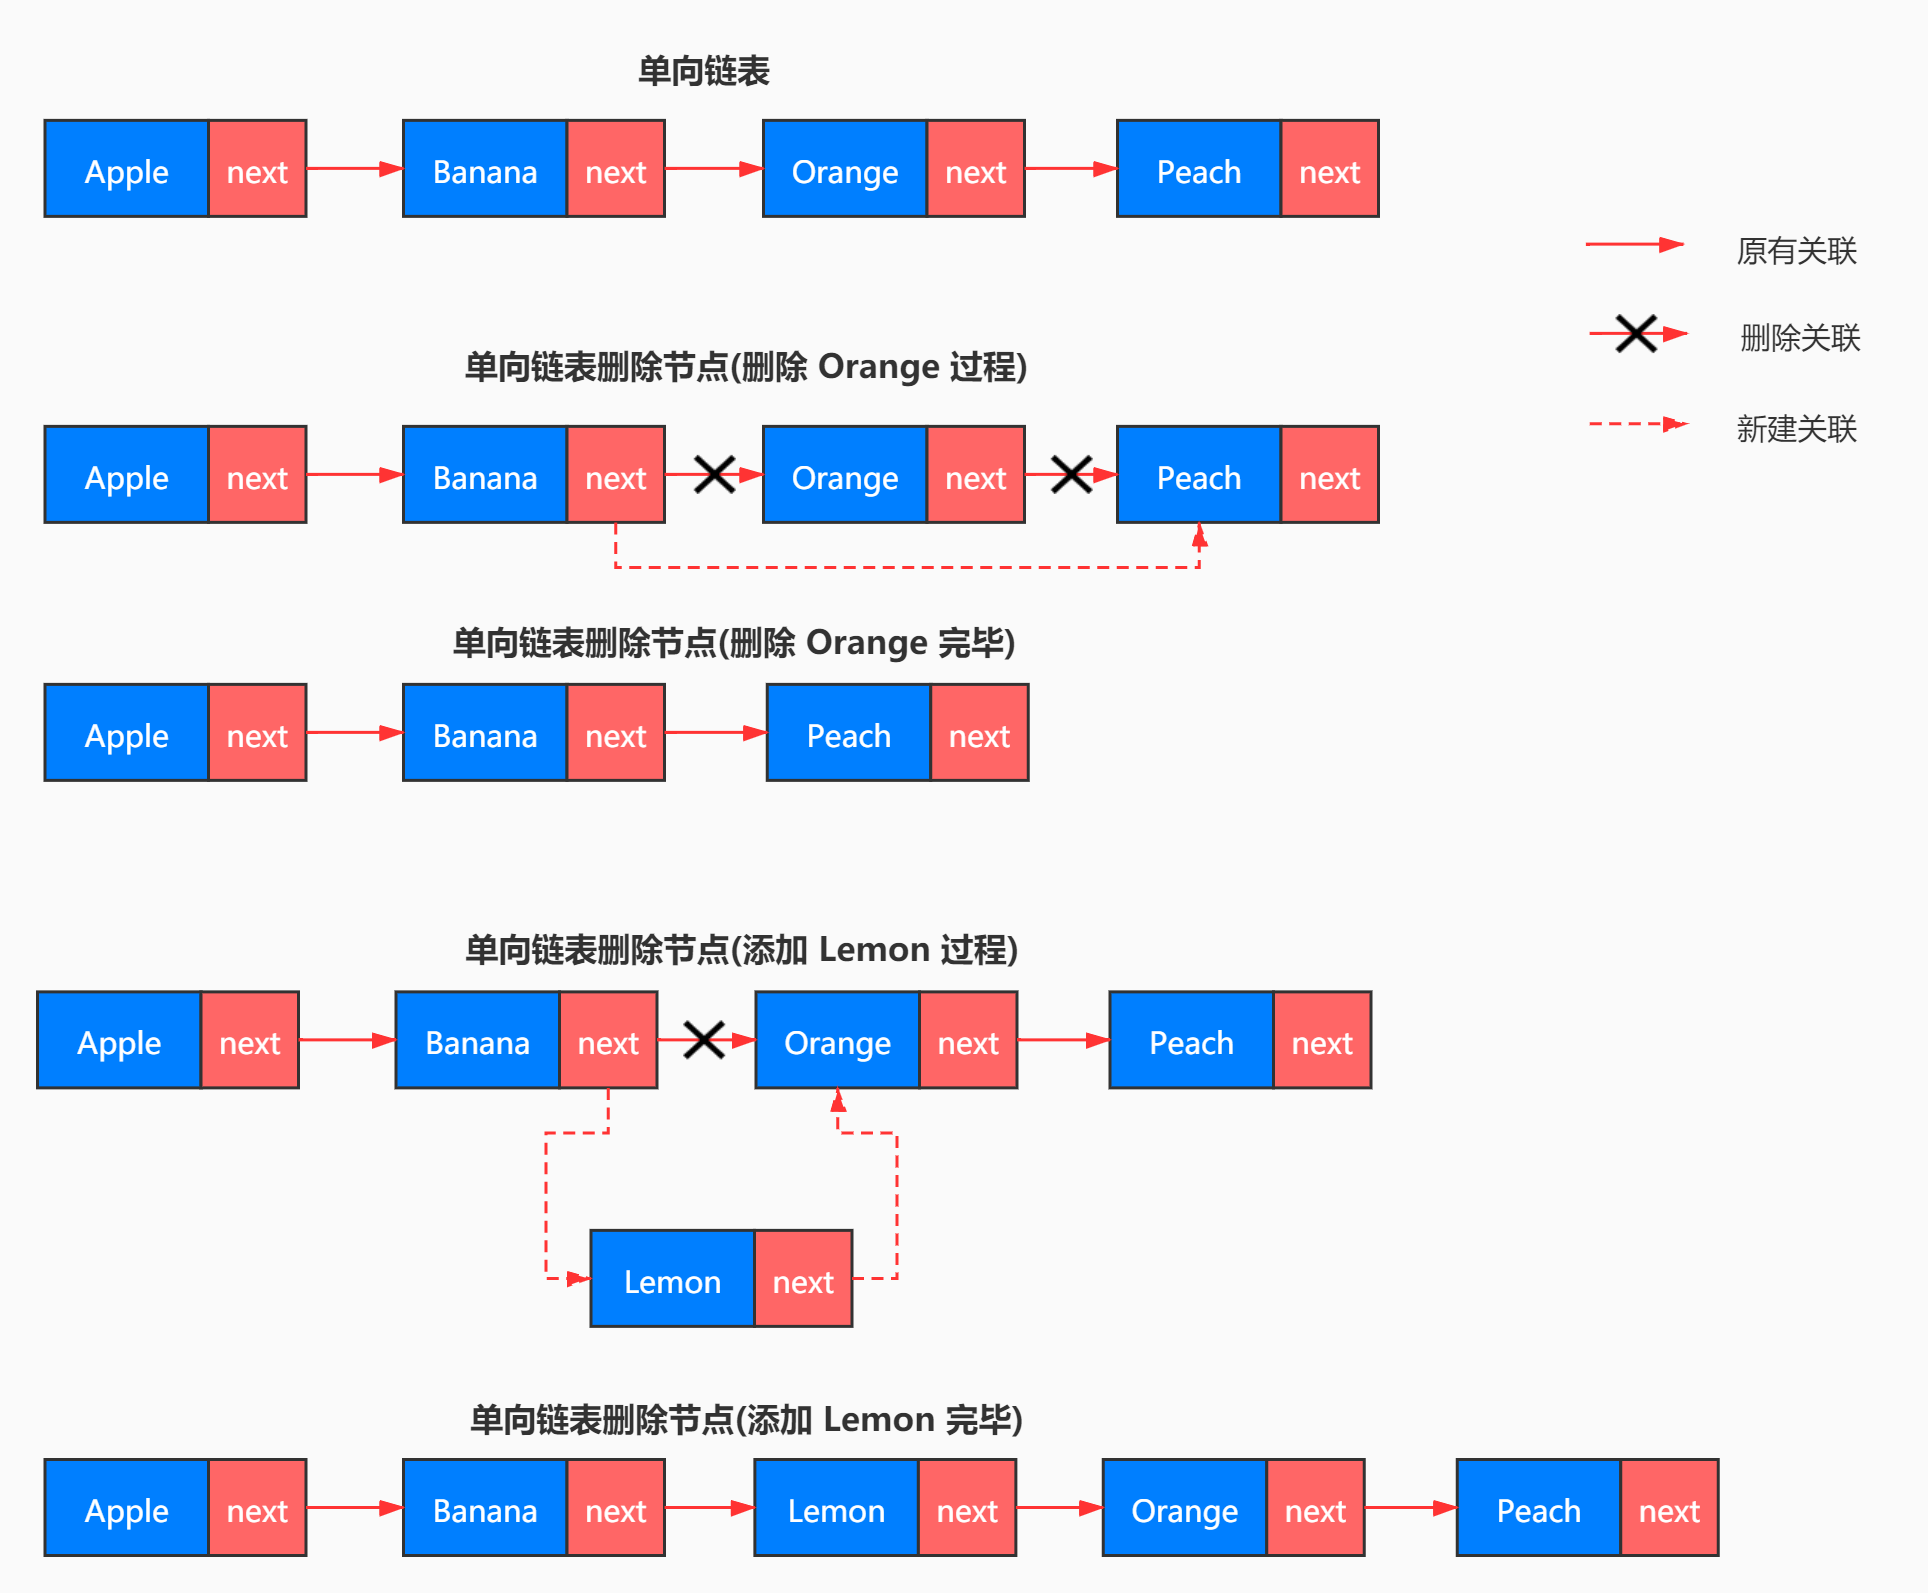 单向链表
Apple next Banana next Orange next Peach next
原有关联
删除关联
单向链表删除节点(删除 Orange 过程)
新建关联
Apple next Banana next Orange next Peach next
单向链表删除节点(删除 Orange 完毕)
Apple next Banana next Peach next
单向链表删除节点(添加 Lemon 过程)
Apple next Banana next Orange next Peach next
Lemon next
单向链表删除节点(添加 Lemon 完毕)
Apple next Banana next Lemon next Orange next Peach next